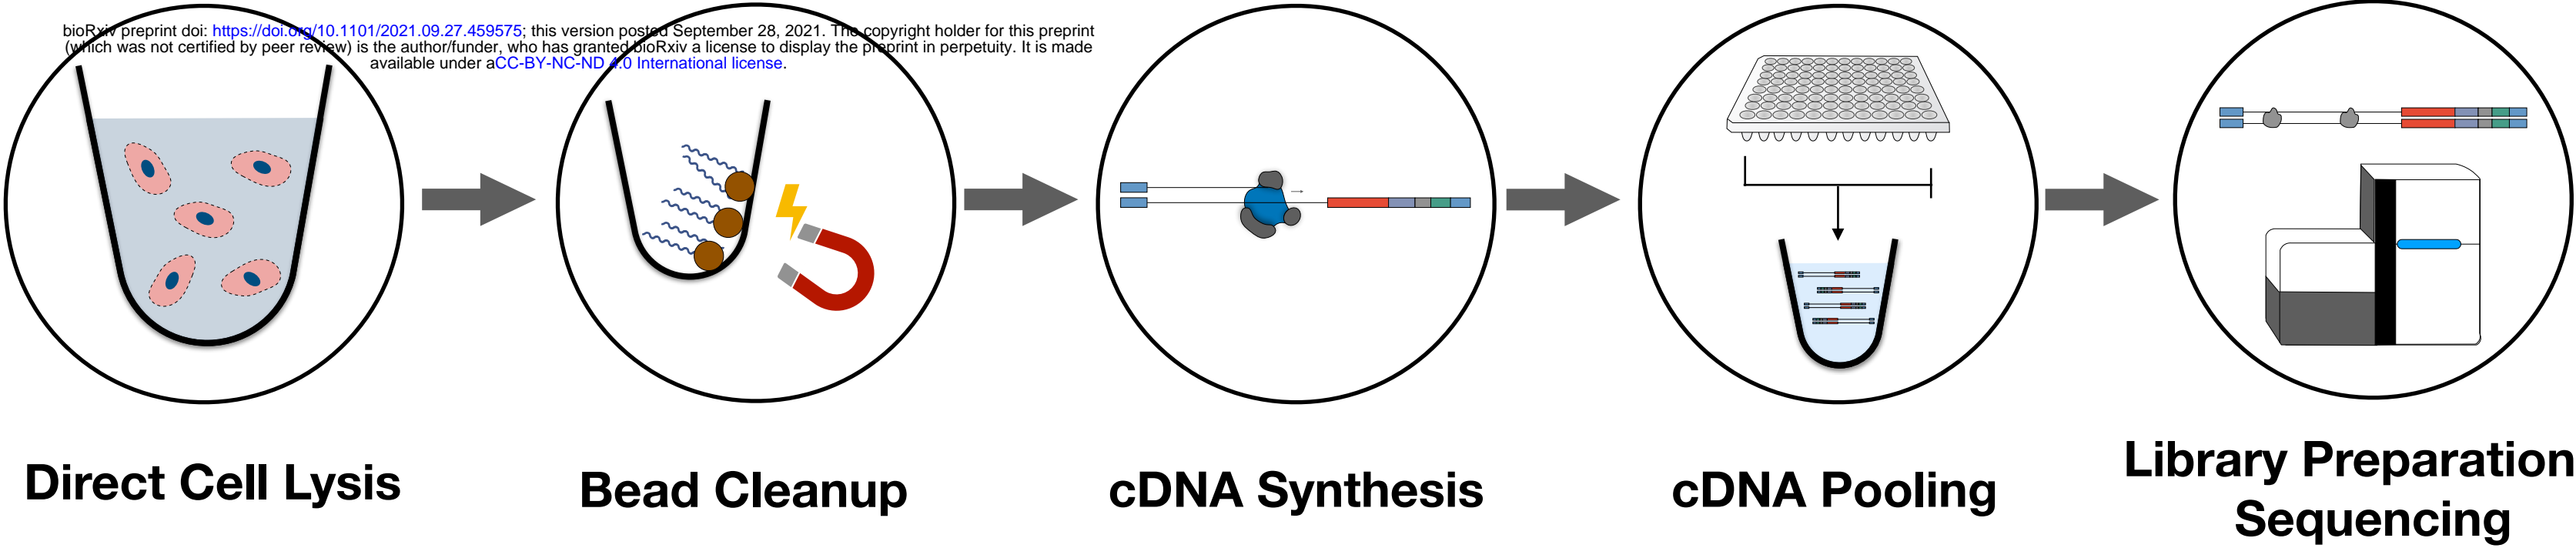 bioRxiv preprint doi: https://doi.org/10.1101/2021.09.27.459575; this version posted September 28, 2021. The copyright holder for this preprint
(which was not certified by peer review) is the author/funder, who has granted bioRxiv a license to display the preprint in perpetuity. It is made
available under aCC-BY-NC-ND 4.0 International license.
Direct Cell Lysis
Bead Cleanup
cDNA Synthesis
cDNA Pooling
Library Preparation
Sequencing